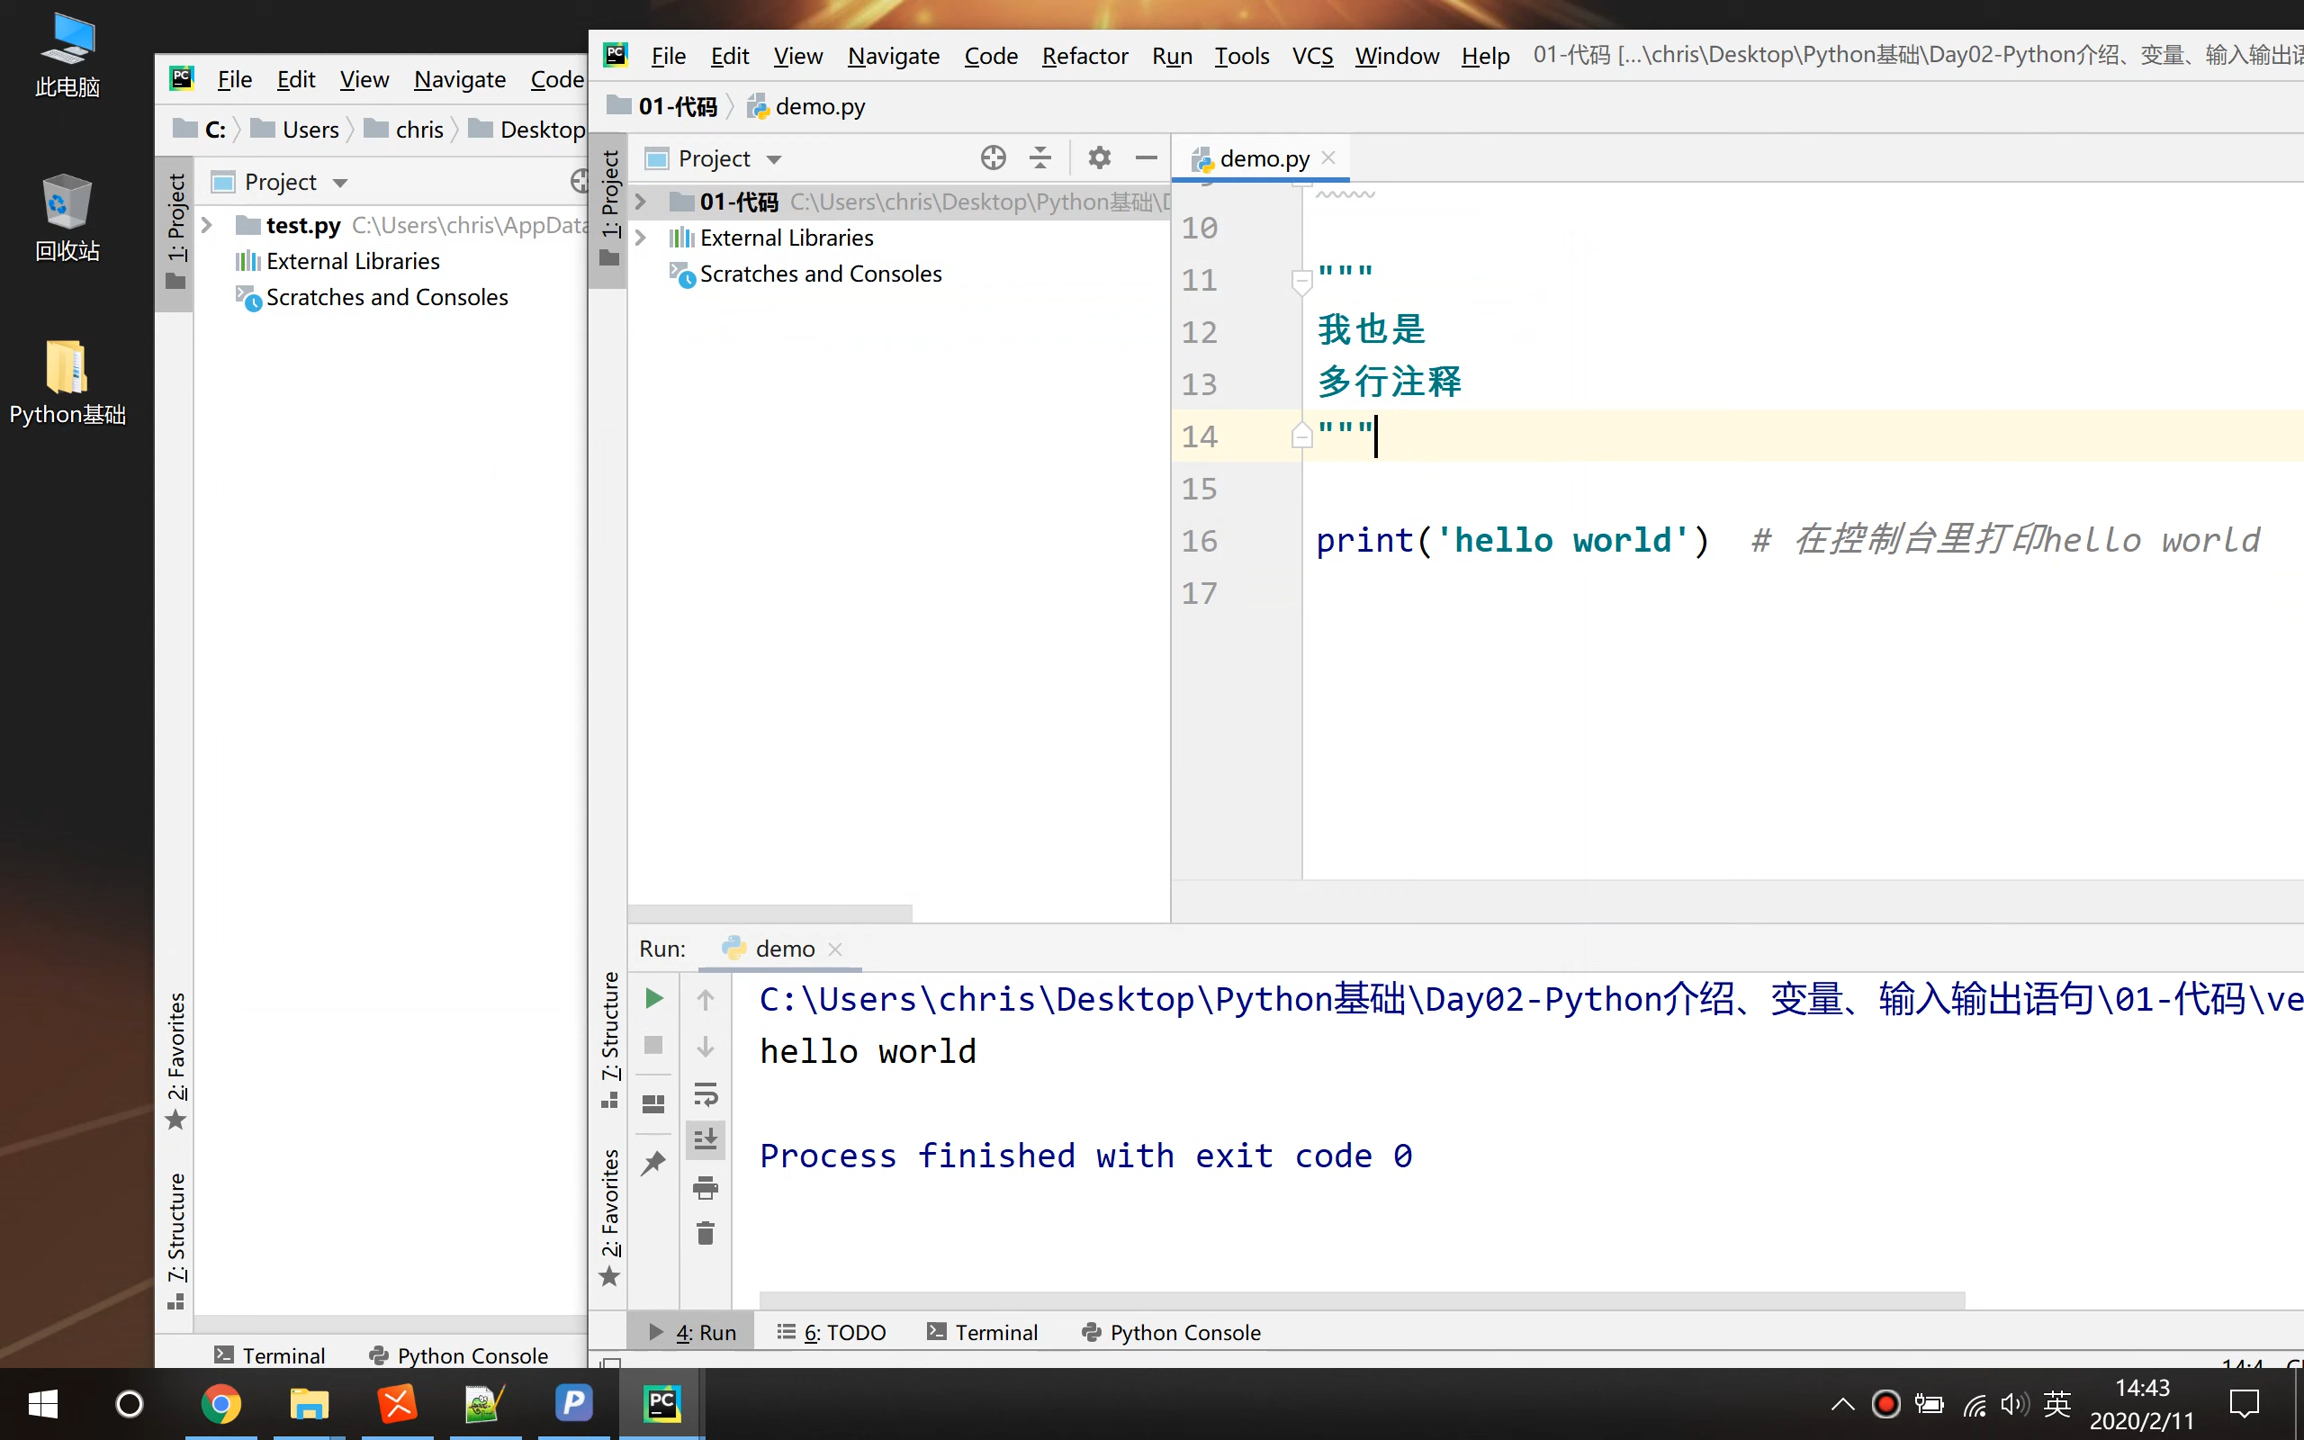 此电脑
回收站
Python基础
File Edit View Navigate Code
C: Users chris Desktop
Project
1: Project
test.py C:\Users\chris\AppData
External Libraries
Scratches and Consoles
2: Favorites
7: Structure
Terminal Python Console
File Edit View Navigate Code Refactor Run Tools VCS Window Help 01-代码 [...\chris\Desktop\Python基础\Day02-Python介绍、变量、输入输出语
01-代码 demo.py
1: Project
Project
01-代码 C:\Users\chris\Desktop\Python基础\D
External Libraries
Scratches and Consoles
demo.py
10
11 """
12 我也是
13 多行注释
14 """
15
16 print('hello world') # 在控制台里打印hello world
17
Run: demo
C:\Users\chris\Desktop\Python基础\Day02-Python介绍、变量、输入输出语句\01-代码\ve
hello world
Process finished with exit code 0
7: Structure
2: Favorites
4: Run 6: TODO Terminal Python Console
英
14:43
2020/2/11